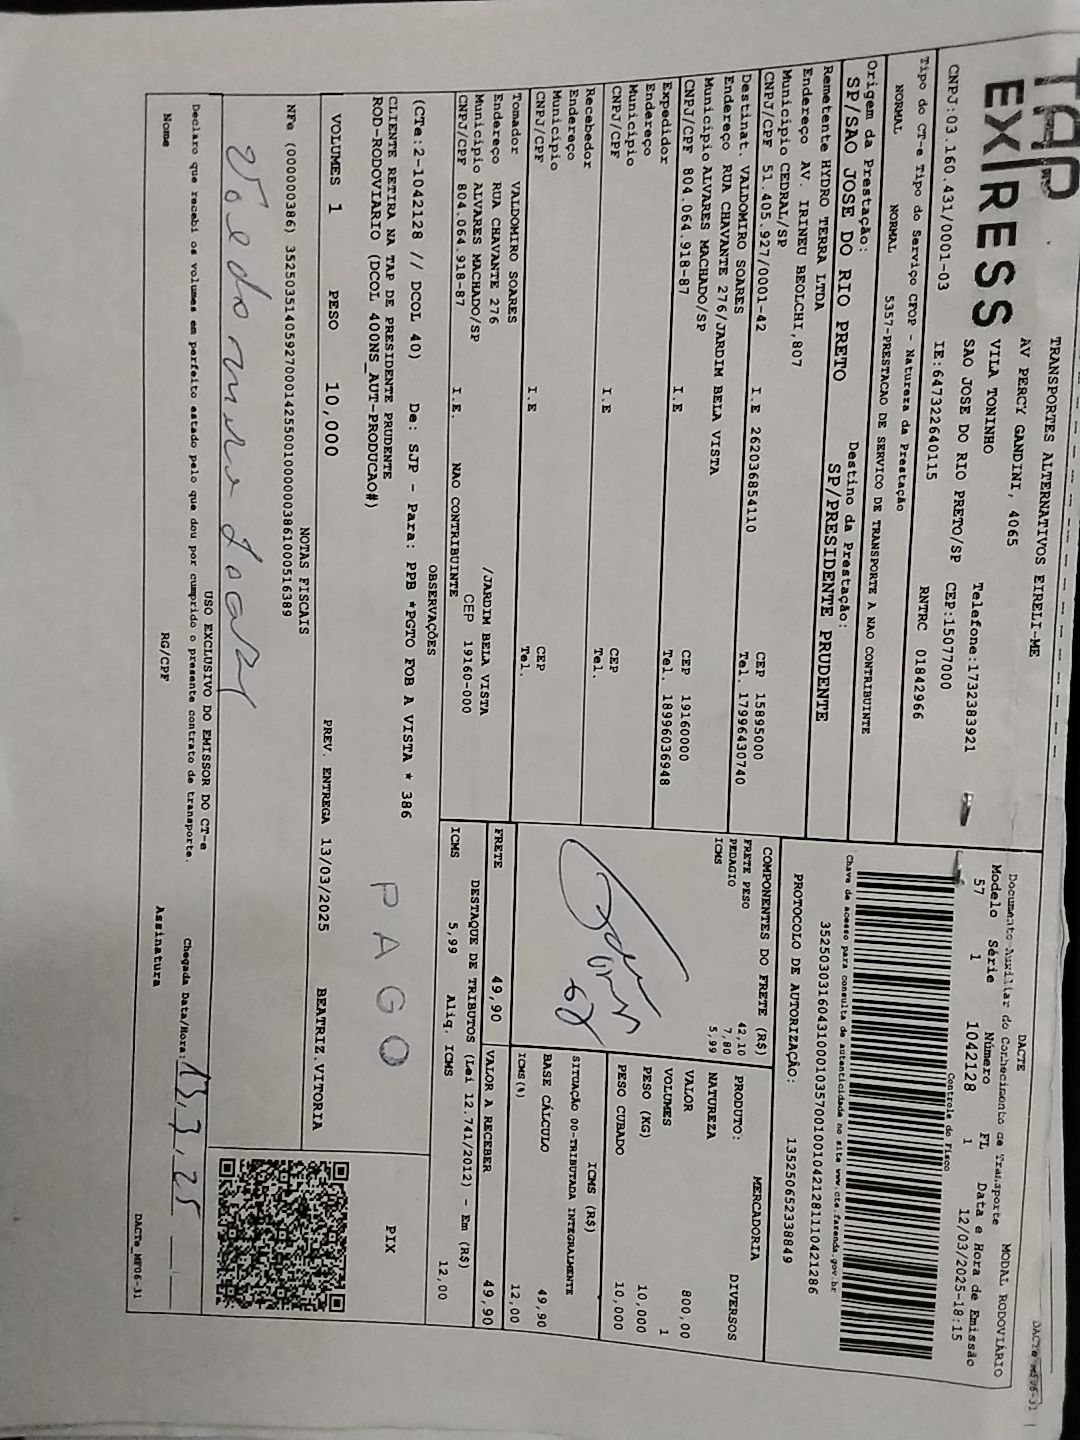 TAP
EXPRESS
TRANSPORTES ALTERNATIVOS EIRELI-ME
AV PERCY GANDINI, 4065
VILA TONINHO
SAO JOSE DO RIO PRETO/SP
Telefone:1732383921
CEP:15077000
CNPJ:03.160.431/0001-03
IE:647322640115
RNTRC 01842966
Tipo do CT-e Tipo do Serviço CFOP - Natureza da Prestação
NORMAL NORMAL 5357-PRESTACAO DE SERVICO DE TRANSPORTE A NAO CONTRIBUINTE
Origem da Prestação: Destino da Prestação:
SP/SAO JOSE DO RIO PRETO SP/PRESIDENTE PRUDENTE
Remetente HYDRO TERRA LTDA
Endereço AV. IRINEU BEOLCHI,807
Município CEDRAL/SP CEP 15895000
CNPJ/CPF 51.405.927/0001-42 I.E 262036854110 Tel. 17996430740
Destinat. VALDOMIRO SOARES
Endereço RUA CHAVANTE 276/JARDIM BELA VISTA
Município ALVARES MACHADO/SP CEP 19160000
CNPJ/CPF 804.064.918-87 I.E Tel. 18996036948
Expedidor
Endereço
Município CEP
CNPJ/CPF I.E Tel.
Recebedor
Endereço
Município CEP
CNPJ/CPF I.E Tel.
Tomador VALDOMIRO SOARES
Endereço RUA CHAVANTE 276 /JARDIM BELA VISTA
Município ALVARES MACHADO/SP CEP 19160-000
CNPJ/CPF 804.064.918-87 I.E. NAO CONTRIBUINTE
DACTE
Documento Auxiliar do Conhecimento de Transporte MODAL RODOVIÁRIO
Modelo Série Número FL Data e Hora de Emissão
57 1 1042128 1 12/03/2025-18:15
Controle do Fisco
Chave de acesso para consulta de autenticidade no site www.cte.fazenda.gov.br
PROTOCOLO DE AUTORIZAÇÃO: 135250652338849
COMPONENTES DO FRETE (R$)
FRETE PESO 42,10
PEDAGIO 7,80
ICMS 5,99
MERCADORIA
PRODUTO: DIVERSOS
NATUREZA
VALOR 800,00
VOLUMES 1
PESO (KG) 10,000
PESO CUBADO 10,000
ICMS (R$)
SITUAÇÃO 00-TRIBUTADA INTEGRALMENTE
BASE CÁLCULO 49,90
ICMS(%) 12,00
FRETE 49,90 VALOR A RECEBER 49,90
DESTAQUE DE TRIBUTOS (Lei 12.741/2012) - Em (R$)
ICMS 5,99 Aliq. ICMS 12,00
OBSERVAÇÕES
(CTe:2-1042128 // DCOL 40) De: SJP - Para: PPB *PGTO FOB A VISTA * 386
CLIENTE RETIRA NA TAP DE PRESIDENTE PRUDENTE
ROD-RODOVIARIO (DCOL 400NS_AUT-PRODUCAO#)
PAGO
PIX
VOLUMES 1 PESO 10,000 PREV. ENTREGA 13/03/2025 BEATRIZ.VITORIA
NOTAS FISCAIS
USO EXCLUSIVO DO EMISSOR DO CT-e
Declaro que recebi os volumes em perfeito estado pelo que dou por cumprido o presente contrato de transporte.
Chegada Data/Hora: 13, 3, 25
Nome RG/CPF Assinatura
DACTe_MP06-31